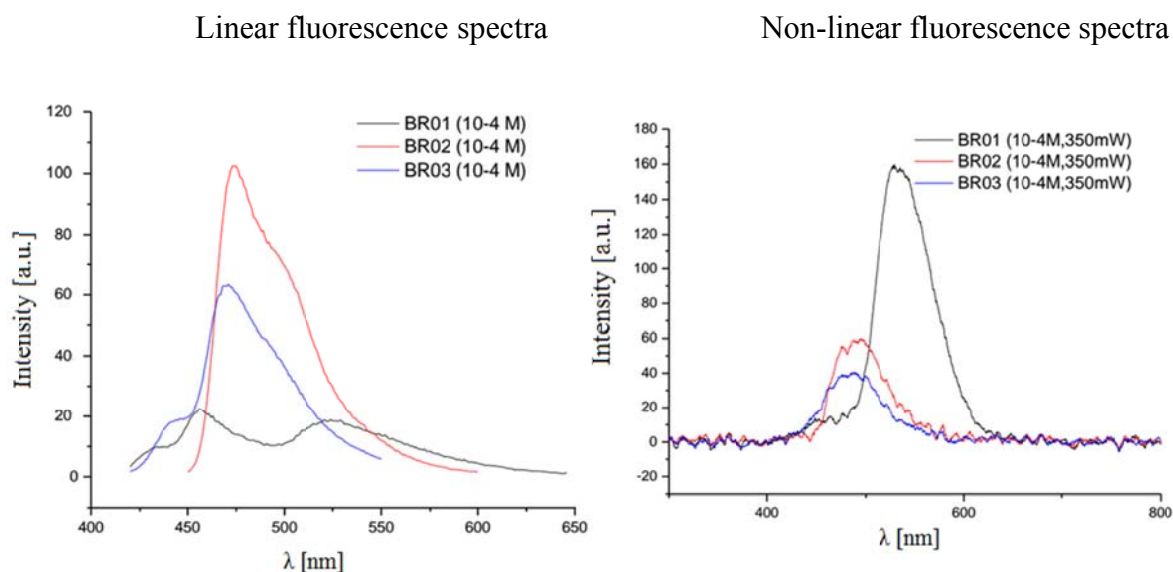 Linear fluorescence spectra
Non-linear fluorescence spectra
120
100
80
60
40
20
0
Intensity [a.u.]
BR01 (10-4 M)
BR02 (10-4 M)
BR03 (10-4 M)
400
450
500
550
600
650
λ [nm]
180
160
140
120
100
80
60
40
20
0
-20
Intensity [a.u.]
BR01 (10-4M,350mW)
BR02 (10-4M,350mW)
BR03 (10-4M,350mW)
400
600
800
λ [nm]